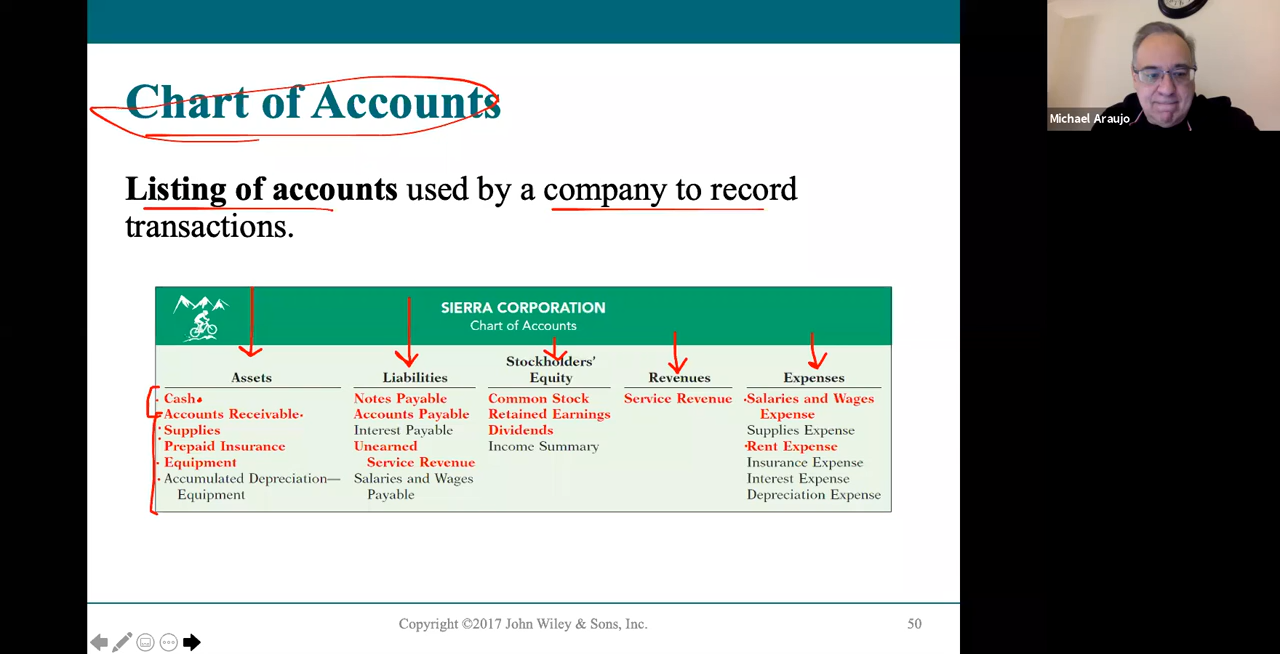 Chart of Accounts
Michael Araujo
Listing of accounts used by a company to record
transactions.
SIERRA CORPORATION
Chart of Accounts
Assets
Cash
Accounts Receivable
Supplies
Prepaid Insurance
Equipment
Accumulated Depreciation—
Equipment
Liabilities
Notes Payable
Accounts Payable
Interest Payable
Unearned
Service Revenue
Salaries and Wages
Payable
Stockholders'
Equity
Common Stock
Retained Earnings
Dividends
Income Summary
Revenues
Service Revenue
Expenses
Salaries and Wages
Expense
Supplies Expense
Rent Expense
Insurance Expense
Interest Expense
Depreciation Expense
Copyright ©2017 John Wiley & Sons, Inc.
50